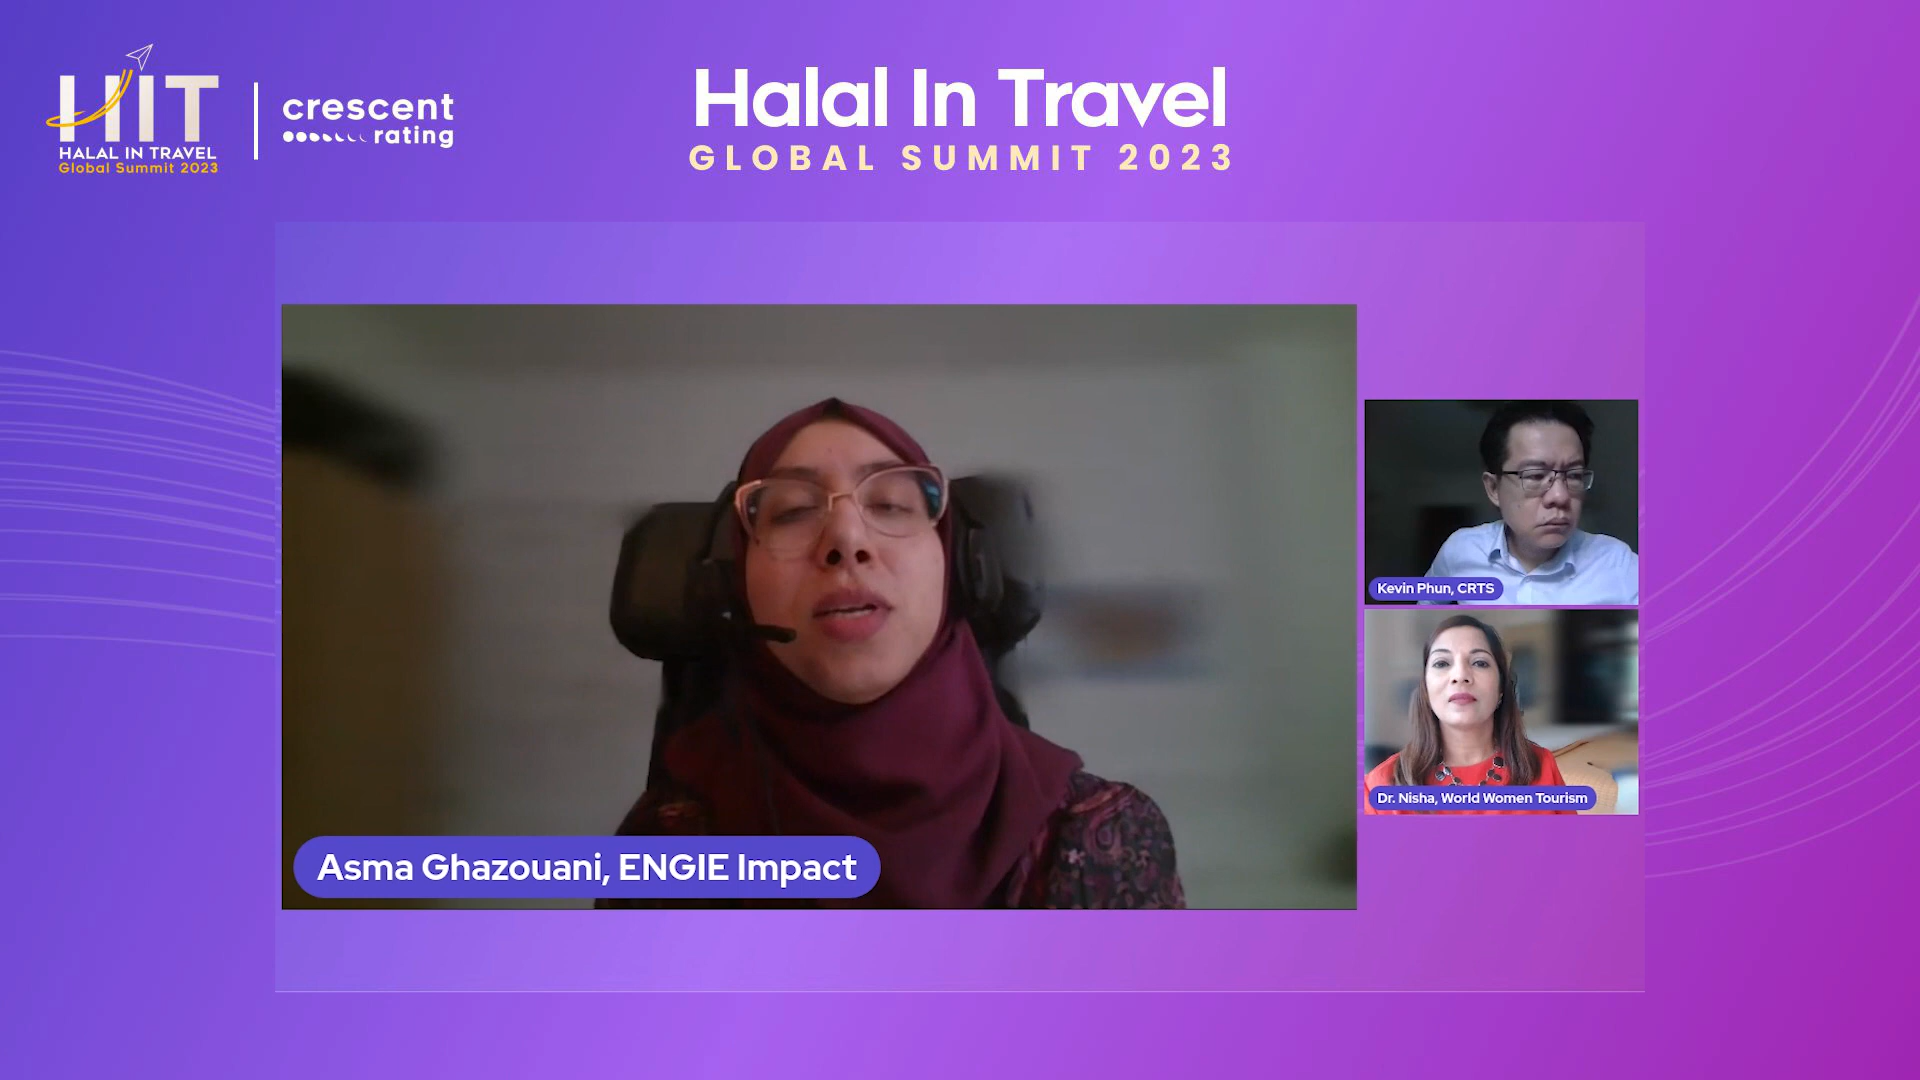 HIT
HALAL IN TRAVEL
Global Summit 2023
crescent
rating
Halal In Travel
GLOBAL SUMMIT 2023
Asma Ghazouani, ENGIE Impact
Kevin Phun, CRTS
Dr. Nisha, World Women Tourism